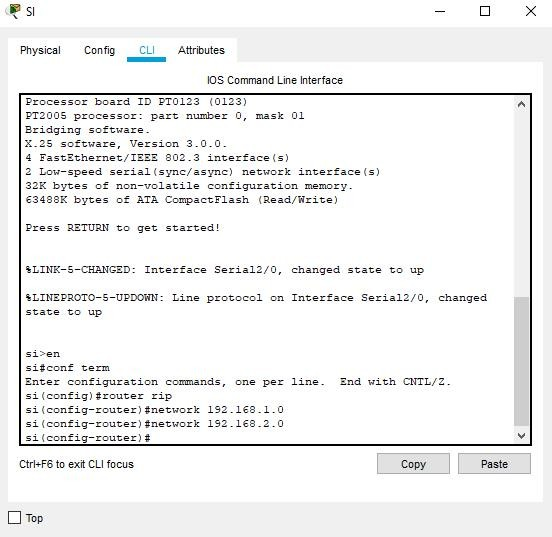 SI
Physical Config CLI Attributes
IOS Command Line Interface
Processor board ID PT0123 (0123)
PT2005 processor: part number 0, mask 01
Bridging software.
X.25 software, Version 3.0.0.
4 FastEthernet/IEEE 802.3 interface(s)
2 Low-speed serial(sync/async) network interface(s)
32K bytes of non-volatile configuration memory.
63488K bytes of ATA CompactFlash (Read/Write)
Press RETURN to get started!
%LINK-5-CHANGED: Interface Serial2/0, changed state to up
%LINEPROTO-5-UPDOWN: Line protocol on Interface Serial2/0, changed
state to up
si>en
si#conf term
Enter configuration commands, one per line.  End with CNTL/Z.
si(config)#router rip
si(config-router)#network 192.168.1.0
si(config-router)#network 192.168.2.0
si(config-router)#
Ctrl+F6 to exit CLI focus
Copy Paste
Top